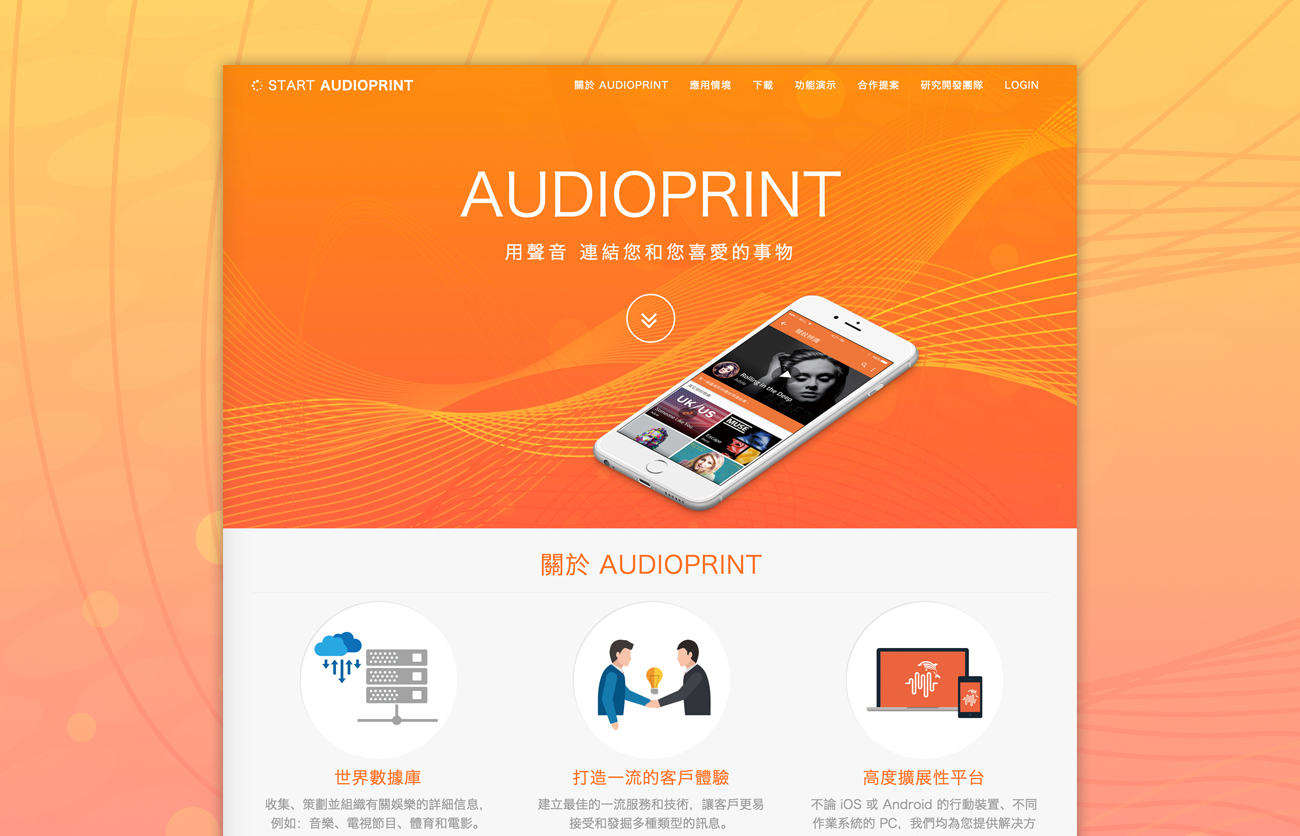 START AUDIOPRINT
關於 AUDIOPRINT
應用情境
下載
功能演示
合作提案
研究開發團隊
LOGIN
AUDIOPRINT
用聲音 連結您和您喜愛的事物
Rolling in the Deep
Adele
UK/US
Someone Like You
MUSE
Escape
Muse
關於 AUDIOPRINT
世界數據庫
收集、策劃並組織有關娛樂的詳細信息，
例如：音樂、電視節目、體育和電影。
打造一流的客戶體驗
建立最佳的一流服務和技術，讓客戶更易
接受和發掘多種類型的訊息。
高度擴展性平台
不論 iOS 或 Android 的行動裝置、不同
作業系統的 PC，我們均為您提供解決方